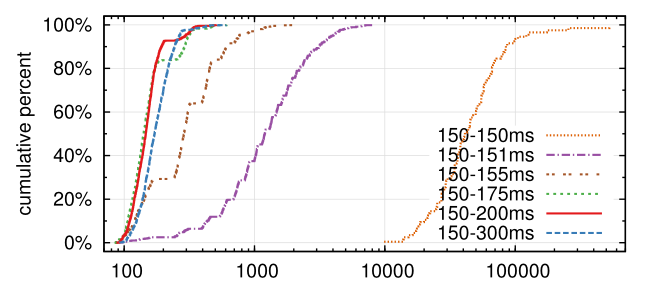 100%
80%
60%
40%
20%
0%
cumulative percent
150-150ms
150-151ms
150-155ms
150-175ms
150-200ms
150-300ms
100 1000 10000 100000